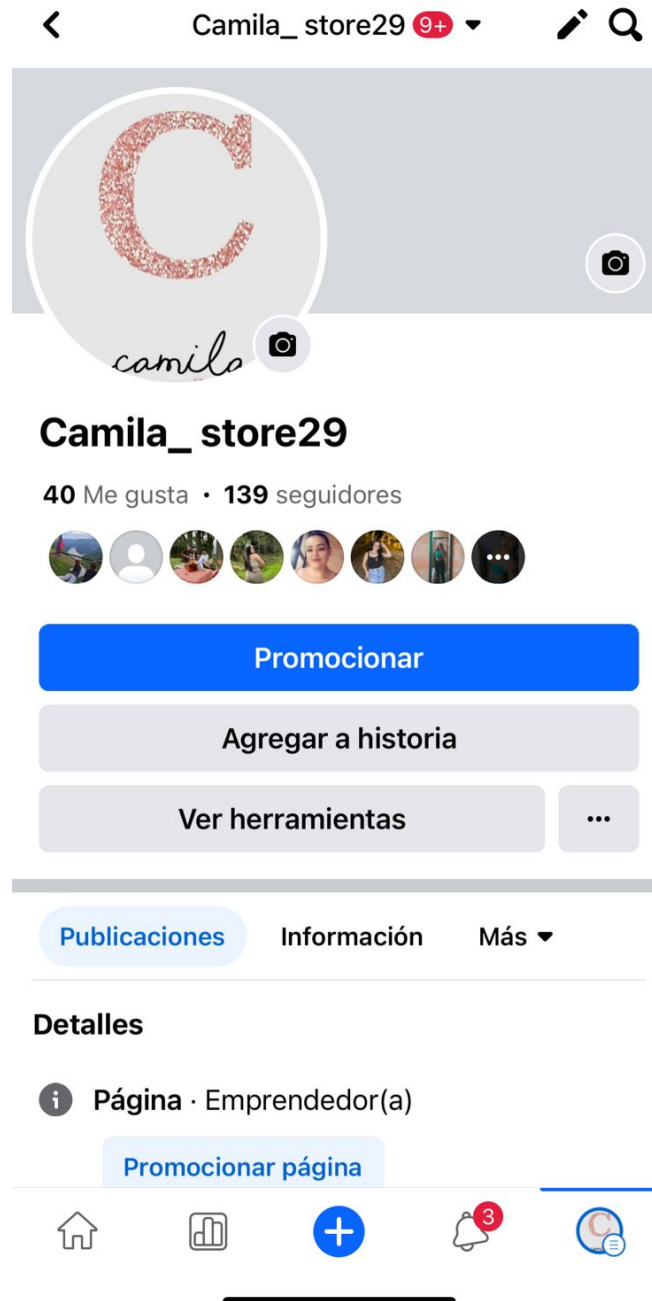 Camila_ store29 9+
C
camila
Camila_ store29
40 Me gusta · 139 seguidores
Promocionar
Agregar a historia
Ver herramientas
Publicaciones Información Más
Detalles
Página · Emprendedor(a)
Promocionar página
3